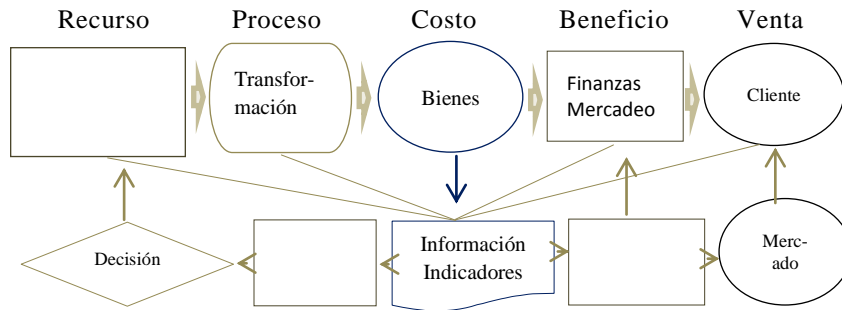 Recurso Proceso Costo Beneficio Venta
Transfor-
mación
Bienes
Finanzas
Mercadeo
Cliente
Decisión
Información
Indicadores
Merc-
ado